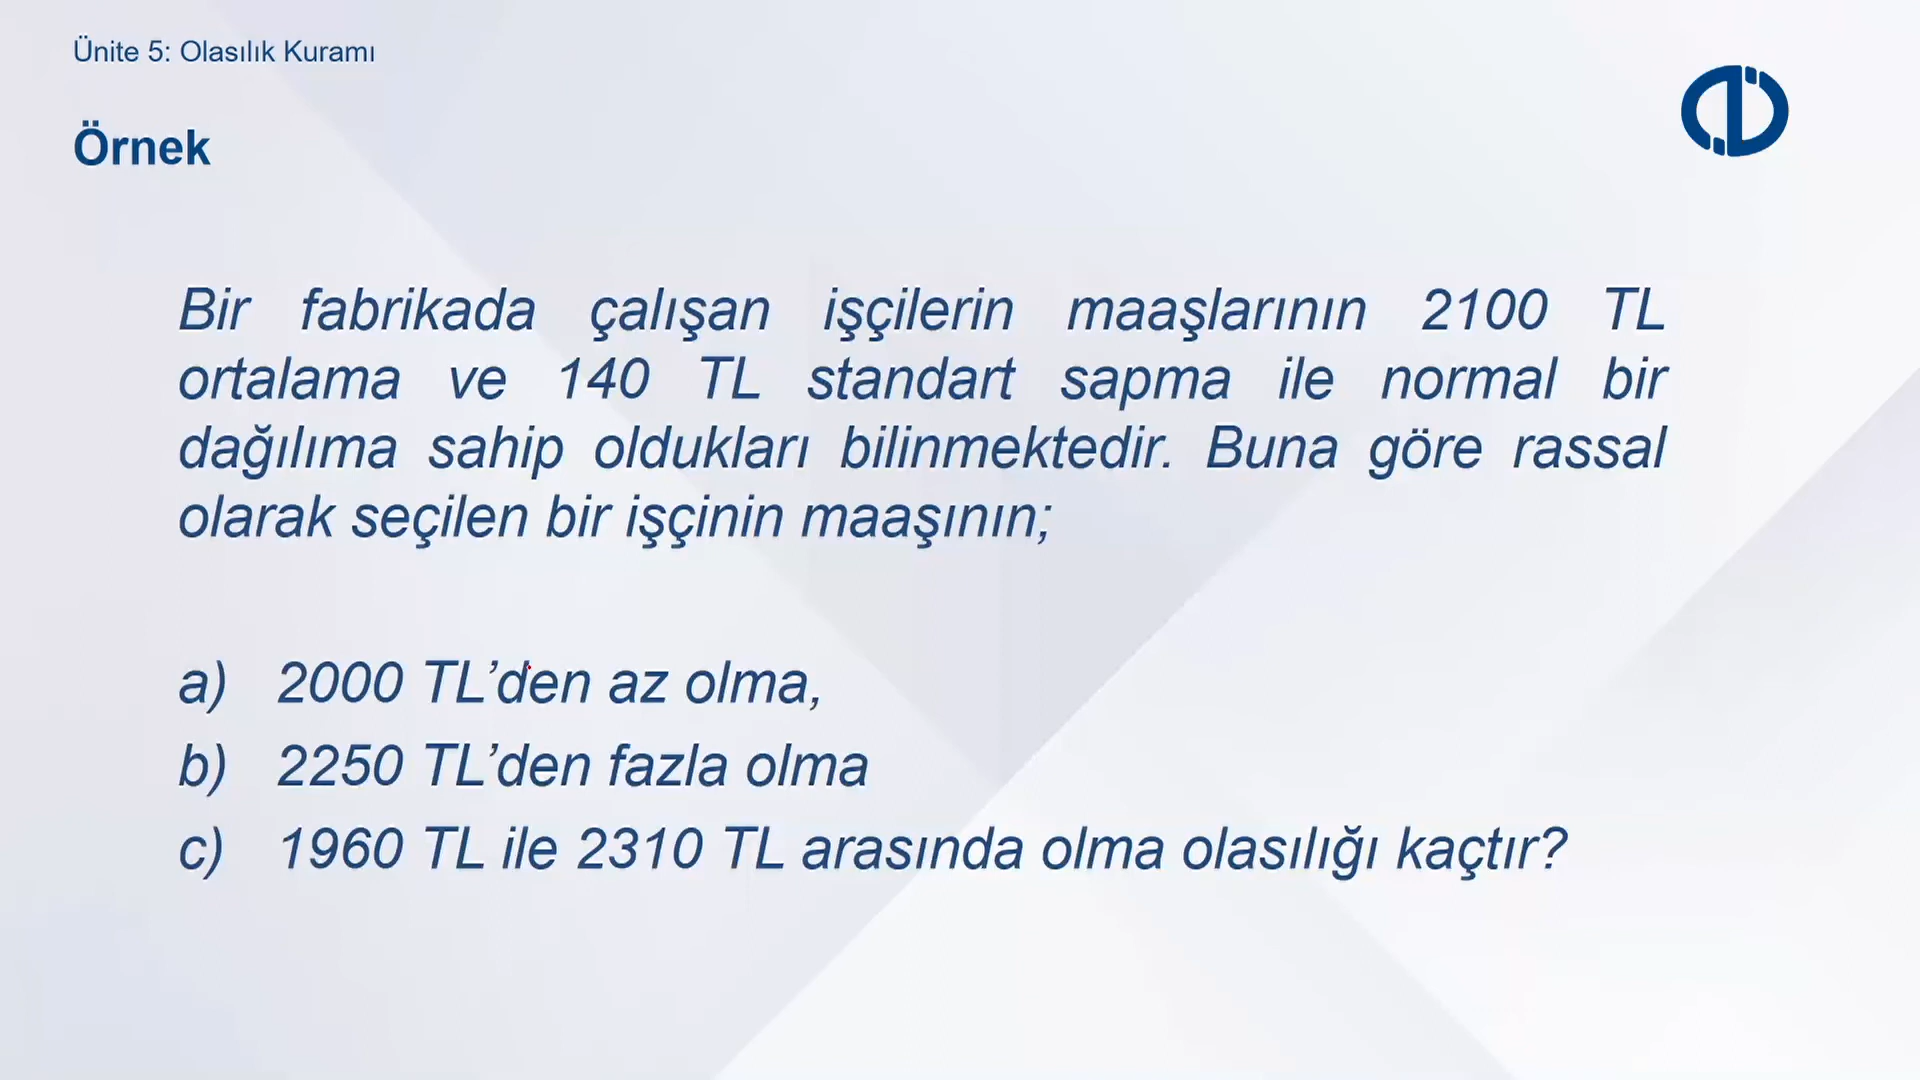 Ünite 5: Olasılık Kuramı
Örnek
Bir fabrikada çalışan işçilerin maaşlarının 2100 TL
ortalama ve 140 TL standart sapma ile normal bir
dağılıma sahip oldukları bilinmektedir. Buna göre rassal
olarak seçilen bir işçinin maaşının;
a) 2000 TL’den az olma,
b) 2250 TL’den fazla olma
c) 1960 TL ile 2310 TL arasında olma olasılığı kaçtır?